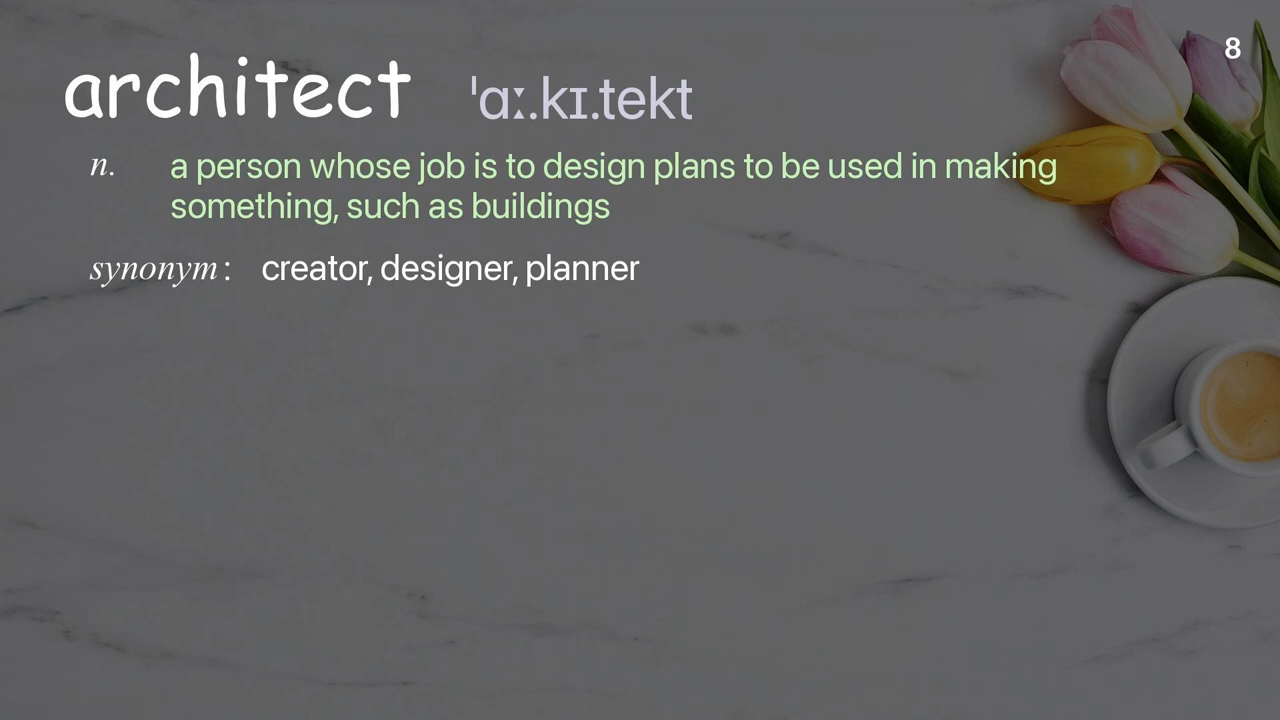 8
architect ˈɑː.kɪ.tekt
n. a person whose job is to design plans to be used in making
something, such as buildings
synonym: creator, designer, planner